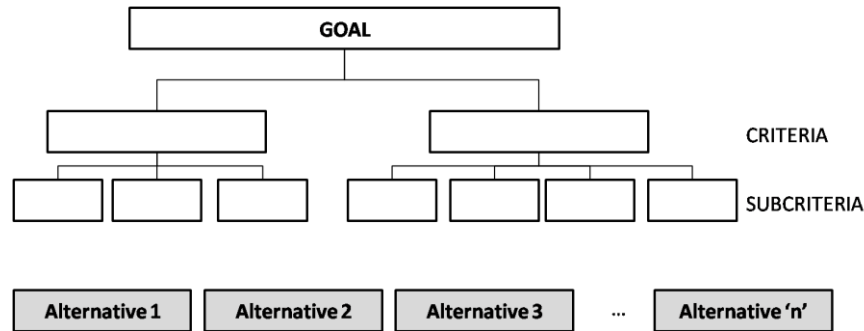 GOAL
CRITERIA
SUBCRITERIA
Alternative 1
Alternative 2
Alternative 3
...
Alternative ‘n’